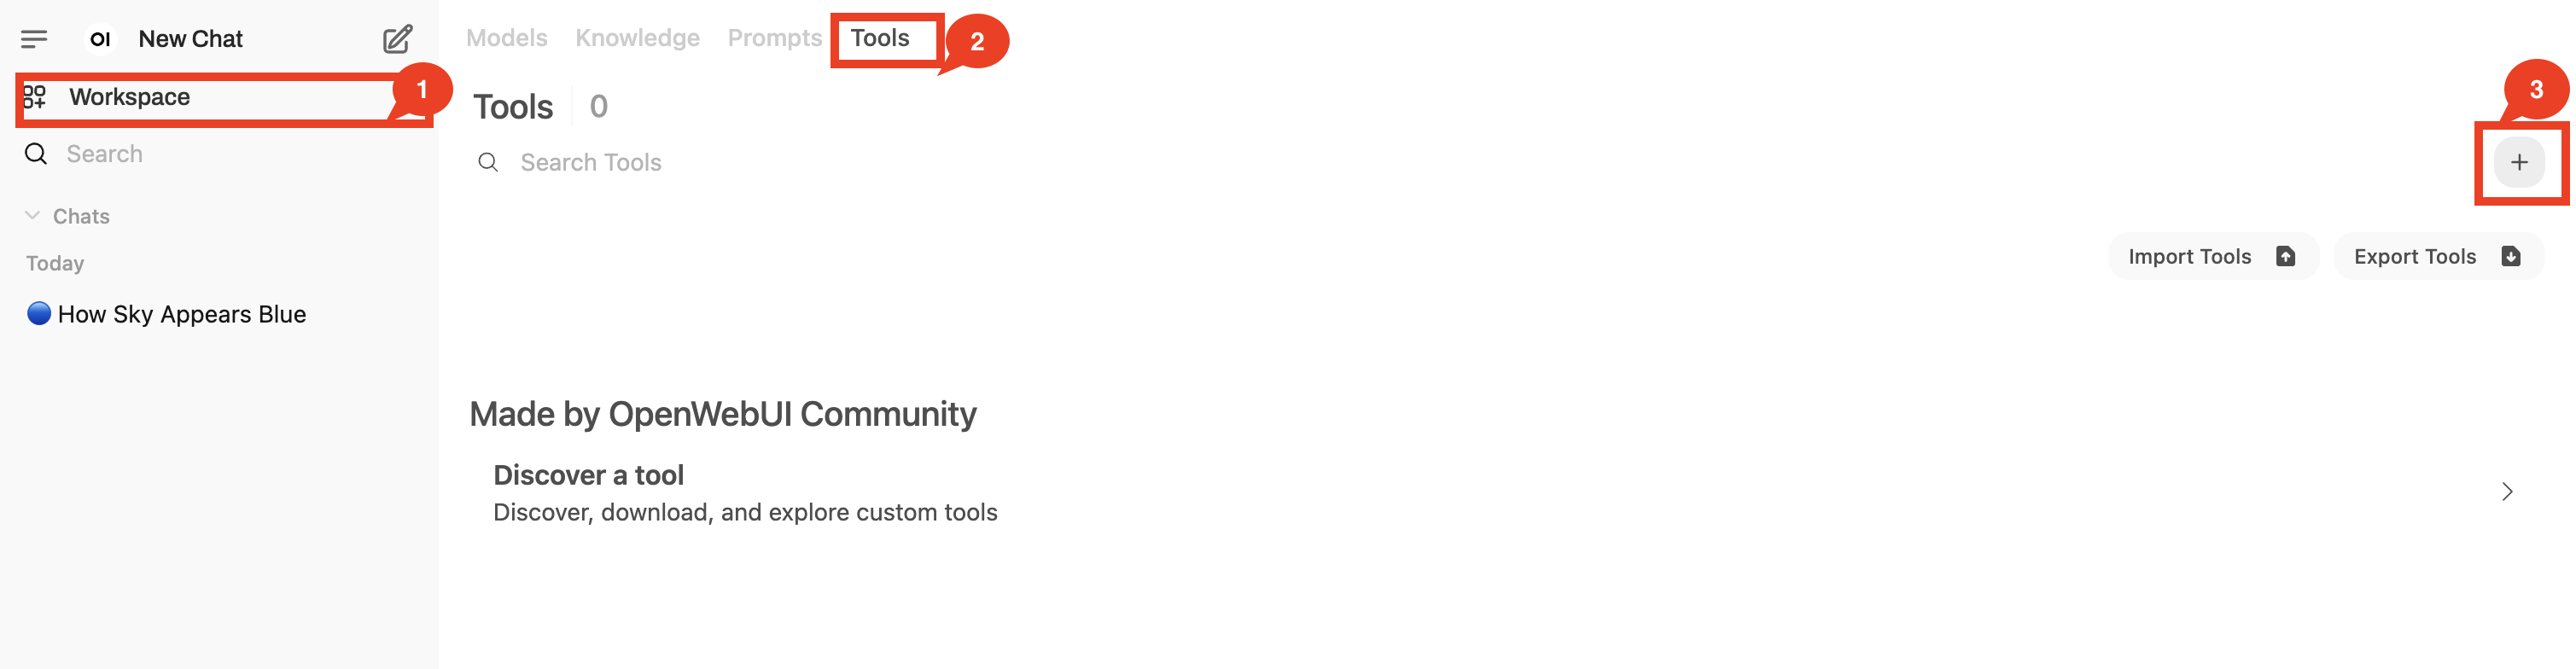 OI New Chat
Workspace
1
Search
Chats
Today
How Sky Appears Blue
Models Knowledge Prompts Tools
2
Tools 0
3
Search Tools
+
Import Tools Export Tools
Made by OpenWebUI Community
Discover a tool
Discover, download, and explore custom tools